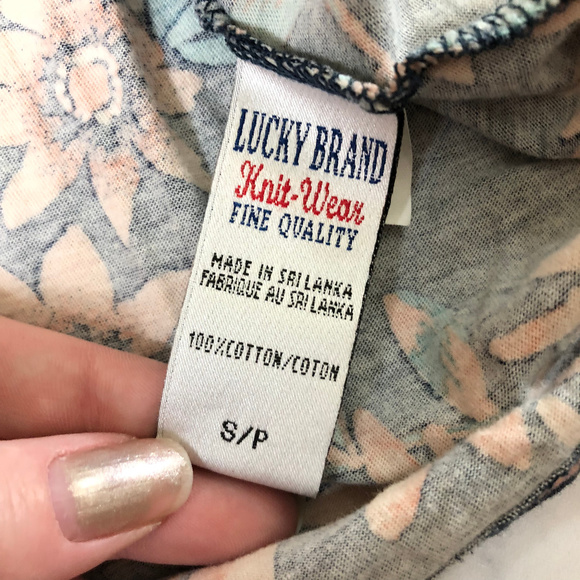 LUCKY BRAND
Knit-Wear
FINE QUALITY
MADE IN SRI LANKA
FABRIQUE AU SRI LANKA
100%COTTON/COTON
S/P